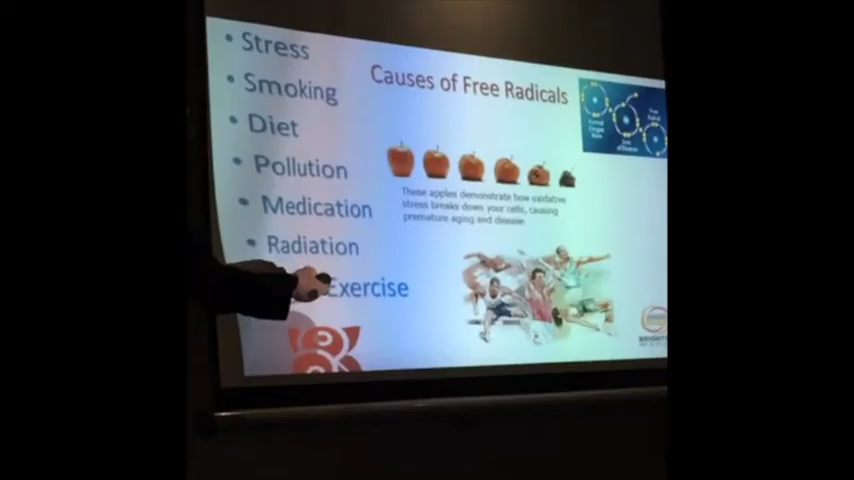 Causes of Free Radicals
• Stress
• Smoking
• Diet
• Pollution
• Medication
• Radiation
Exercise
These apples demonstrate how oxidative
stress breaks down your cells, causing
premature aging and disease.